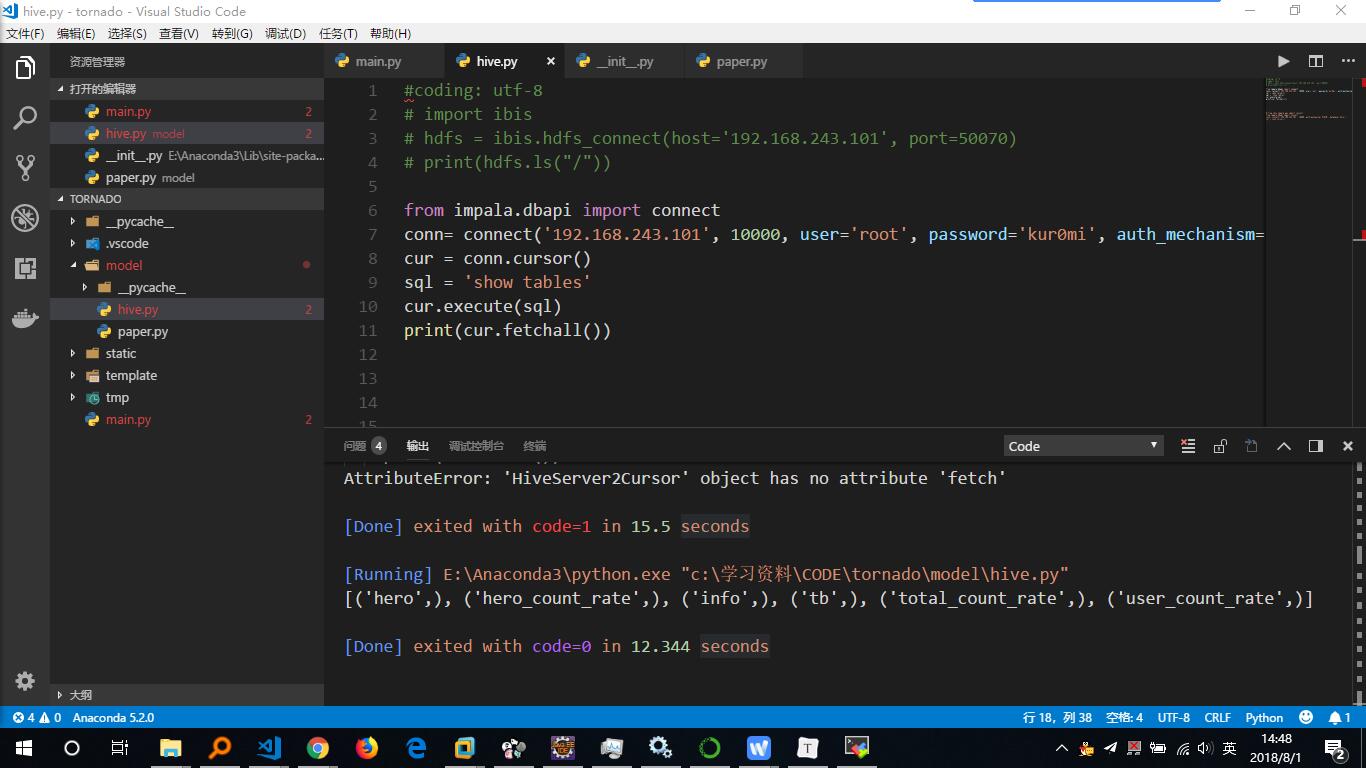 hive.py - tornado - Visual Studio Code
文件(F) 编辑(E) 选择(S) 查看(V) 转到(G) 调试(D) 任务(T) 帮助(H)
资源管理器
打开的编辑器
main.py 2
hive.py model 2
__init__.py E:\Anaconda3\Lib\site-packa...
paper.py model
TORNADO
__pycache__
.vscode
model
__pycache__
hive.py 2
paper.py
static
template
tmp
main.py 2
大纲
main.py hive.py __init__.py paper.py
1 #coding: utf-8
2 # import ibis
3 # hdfs = ibis.hdfs_connect(host='192.168.243.101', port=50070)
4 # print(hdfs.ls("/"))
5
6 from impala.dbapi import connect
7 conn= connect('192.168.243.101', 10000, user='root', password='kur0mi', auth_mechanism=
8 cur = conn.cursor()
9 sql = 'show tables'
10 cur.execute(sql)
11 print(cur.fetchall())
12
13
14
15
问题 4 输出 调试控制台 终端 Code
AttributeError: 'HiveServer2Cursor' object has no attribute 'fetch'
[Done] exited with code=1 in 15.5 seconds
[Running] E:\Anaconda3\python.exe "c:\学习资料\CODE\tornado\model\hive.py"
[('hero',), ('hero_count_rate',), ('info',), ('tb',), ('total_count_rate',), ('user_count_rate',)]
[Done] exited with code=0 in 12.344 seconds
4 0 Anaconda 5.2.0 行 18，列 38 空格: 4 UTF-8 CRLF Python 1
英 14:48
2018/8/1 2